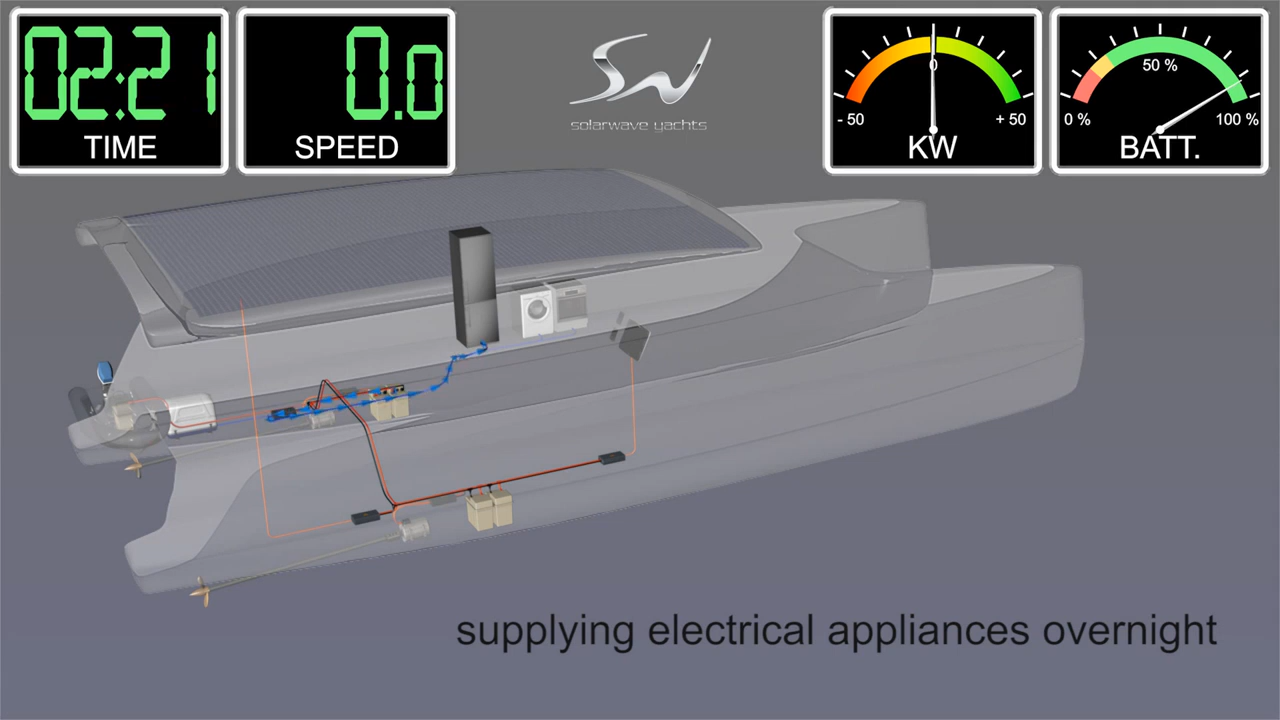 02:21
TIME
0.0
SPEED
solarwave yachts
0
- 50
+ 50
KW
50 %
0 %
100 %
BATT.
supplying electrical appliances overnight